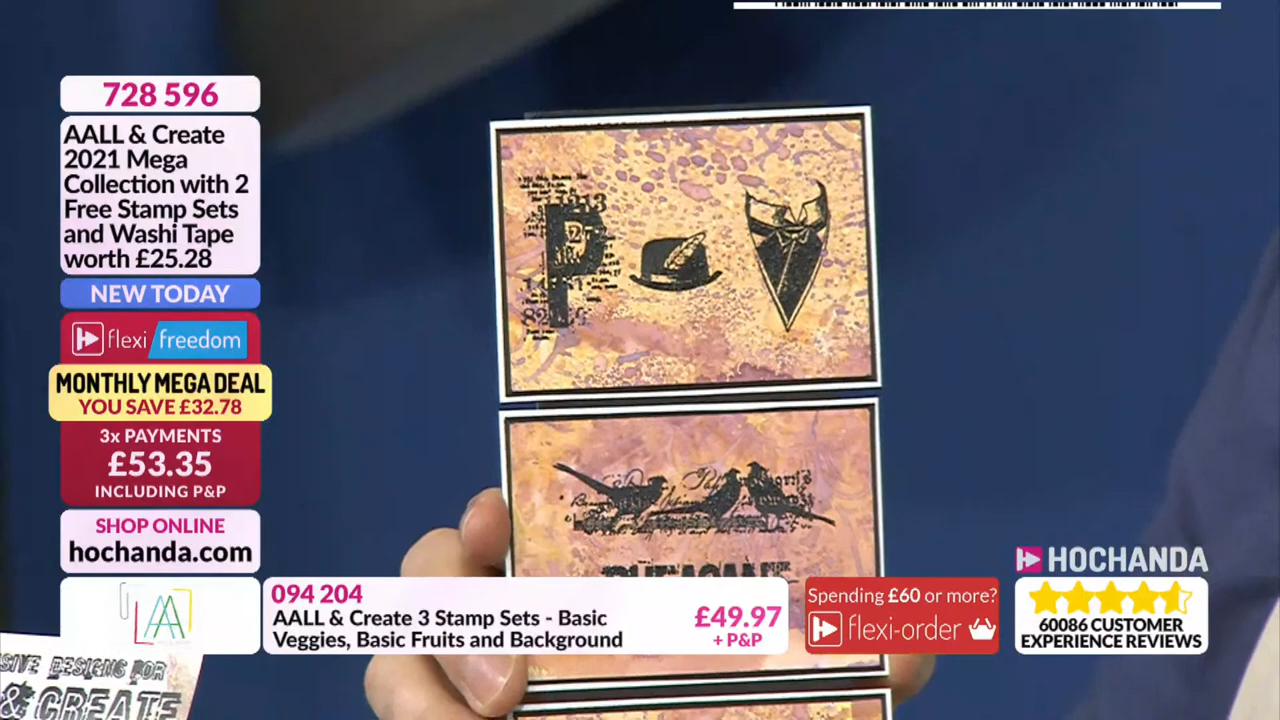 728 596
AALL & Create
2021 Mega
Collection with 2
Free Stamp Sets
and Washi Tape
worth £25.28
NEW TODAY
flexi freedom
MONTHLY MEGA DEAL
YOU SAVE £32.78
3x PAYMENTS
£53.35
INCLUDING P&P
SHOP ONLINE
hochanda.com
P
LAA
094 204
AALL & Create 3 Stamp Sets - Basic
Veggies, Basic Fruits and Background
£49.97
+ P&P
Spending £60 or more?
flexi-order
HOCHANDA
60086 CUSTOMER
EXPERIENCE REVIEWS
DESIGNS FOR
& CREATE